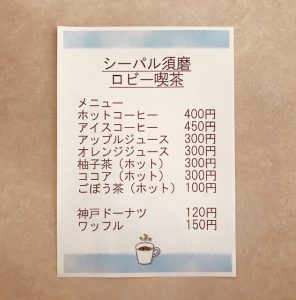 シーパル須磨
ロビー喫茶
メニュー
ホットコーヒー 400円
アイスコーヒー 450円
アップルジュース 300円
オレンジジュース 300円
柚子茶（ホット） 300円
ココア（ホット） 300円
ごぼう茶（ホット） 100円
神戸ドーナツ 120円
ワッフル 150円